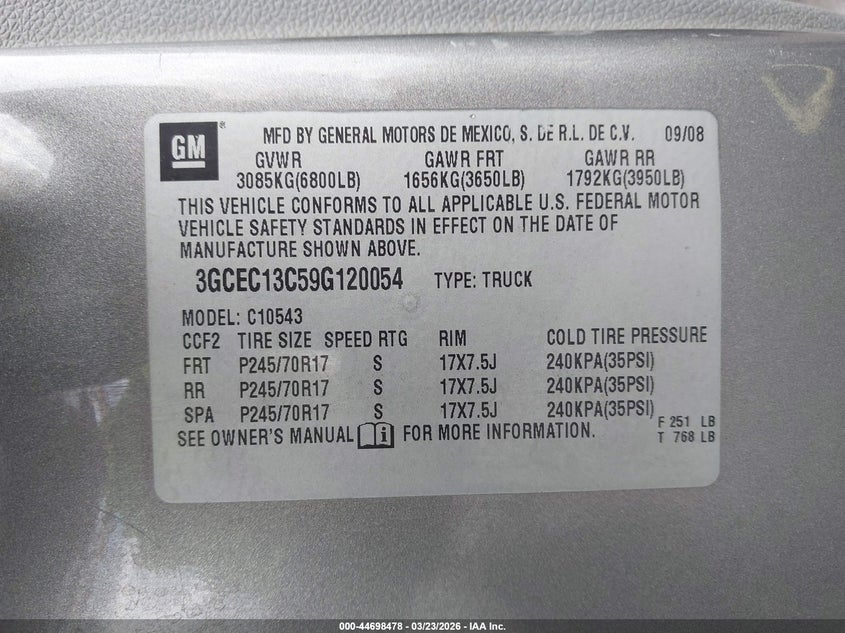 GM
MFD BY GENERAL MOTORS DE MEXICO, S. DE R.L. DE C.V. 09/08
GVWR GAWR FRT GAWR RR
3085KG(6800LB) 1656KG(3650LB) 1792KG(3950LB)
THIS VEHICLE CONFORMS TO ALL APPLICABLE U.S. FEDERAL MOTOR
VEHICLE SAFETY STANDARDS IN EFFECT ON THE DATE OF
MANUFACTURE SHOWN ABOVE.
3GCEC13C59G120054 TYPE: TRUCK
MODEL: C10543
CCF2 TIRE SIZE SPEED RTG RIM COLD TIRE PRESSURE
FRT P245/70R17 S 17X7.5J 240KPA(35PSI)
RR P245/70R17 S 17X7.5J 240KPA(35PSI)
SPA P245/70R17 S 17X7.5J 240KPA(35PSI)
F 251 LB
T 768 LB
SEE OWNER'S MANUAL i FOR MORE INFORMATION.
000-44698478 — 03/23/2026 — IAA Inc.